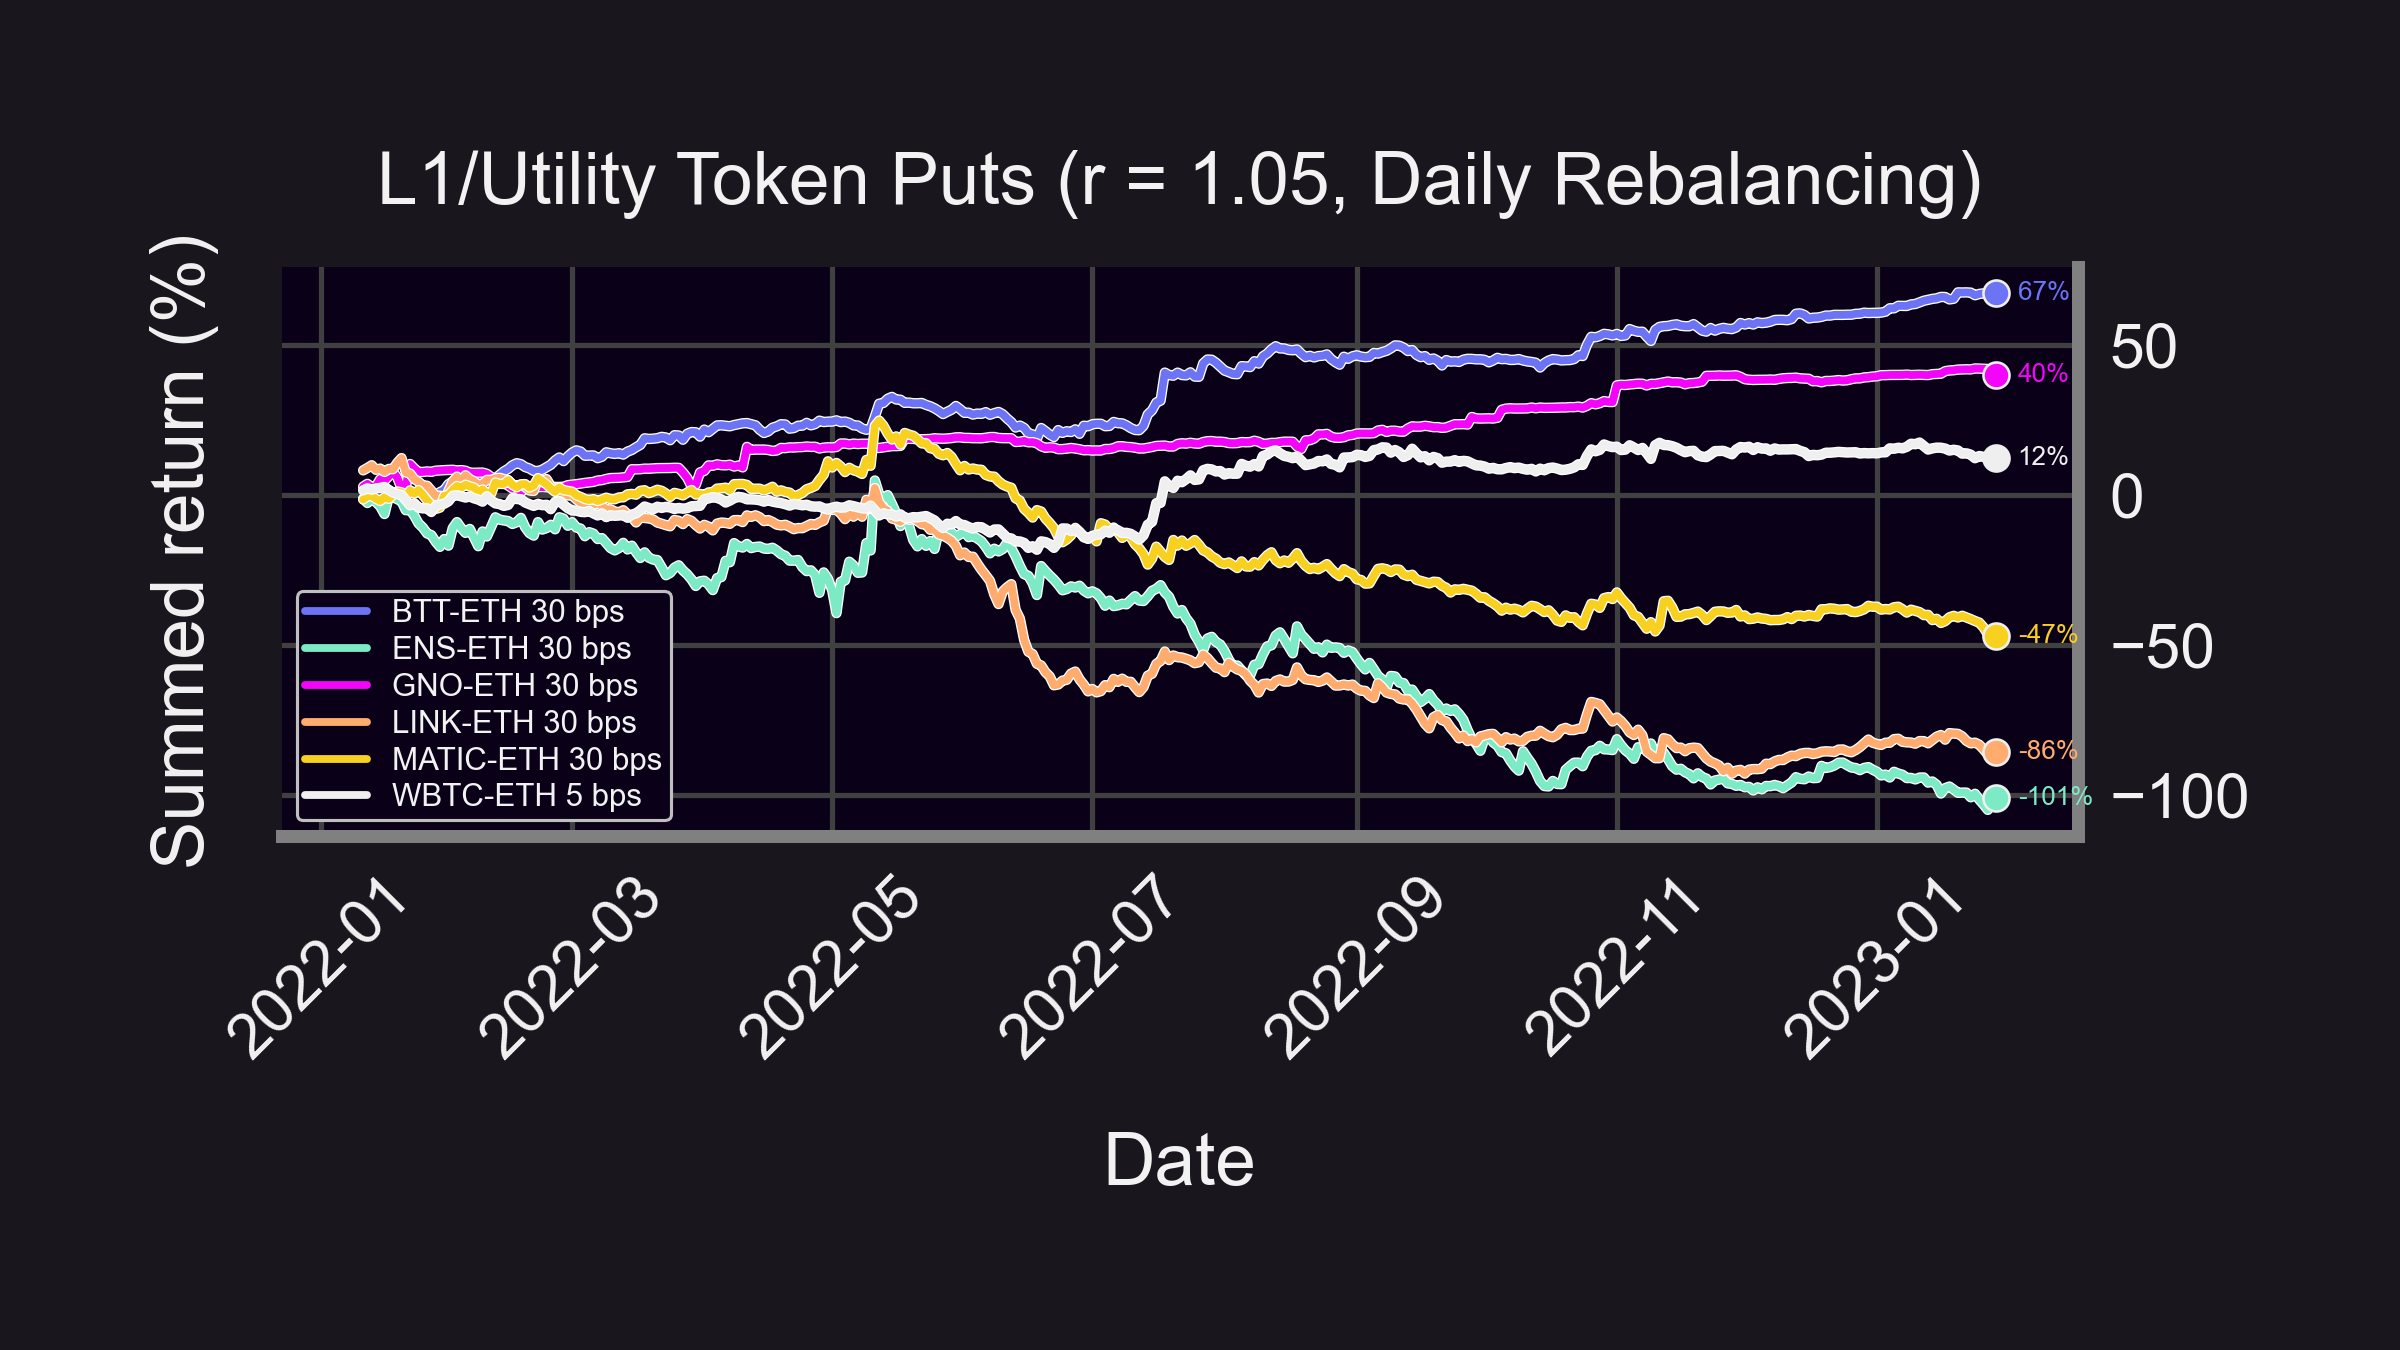 L1/Utility Token Puts (r = 1.05, Daily Rebalancing)
Summed return (%)
67%
40%
12%
-47%
-86%
-101%
50
0
−50
−100
BTT-ETH 30 bps
ENS-ETH 30 bps
GNO-ETH 30 bps
LINK-ETH 30 bps
MATIC-ETH 30 bps
WBTC-ETH 5 bps
2022-01
2022-03
2022-05
2022-07
2022-09
2022-11
2023-01
Date